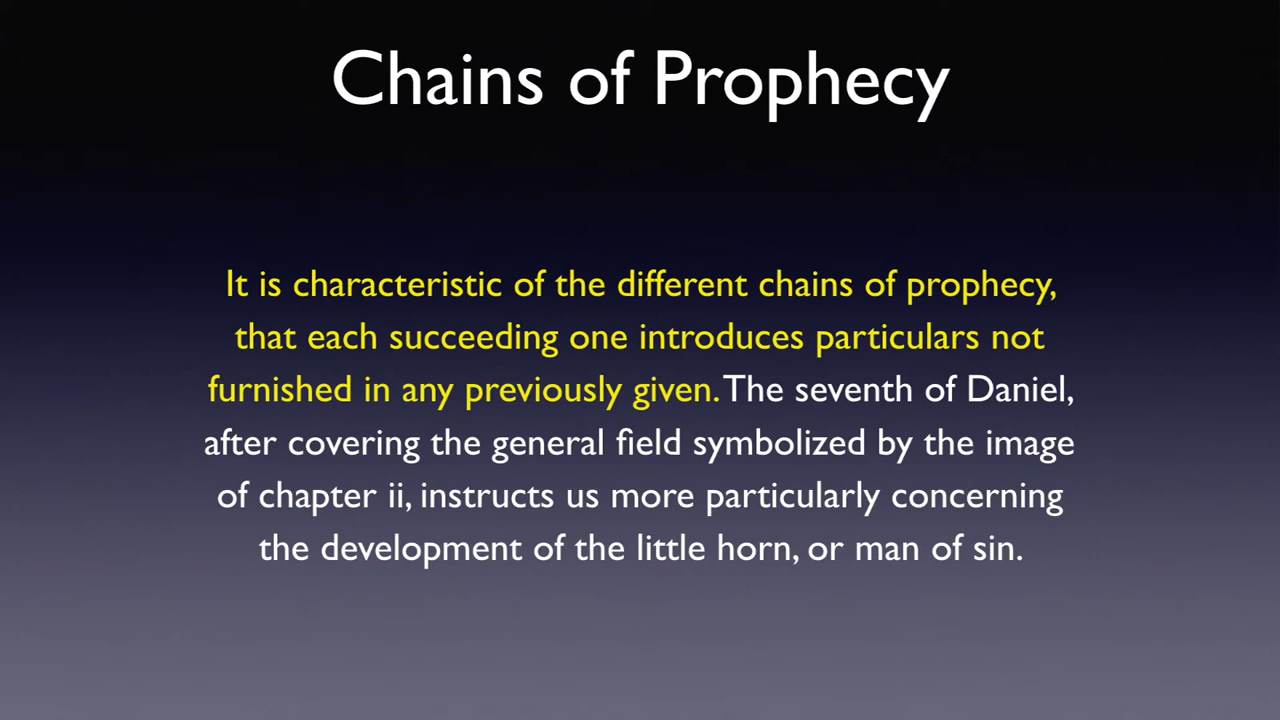 Chains of Prophecy
It is characteristic of the different chains of prophecy,
that each succeeding one introduces particulars not
furnished in any previously given. The seventh of Daniel,
after covering the general field symbolized by the image
of chapter ii, instructs us more particularly concerning
the development of the little horn, or man of sin.